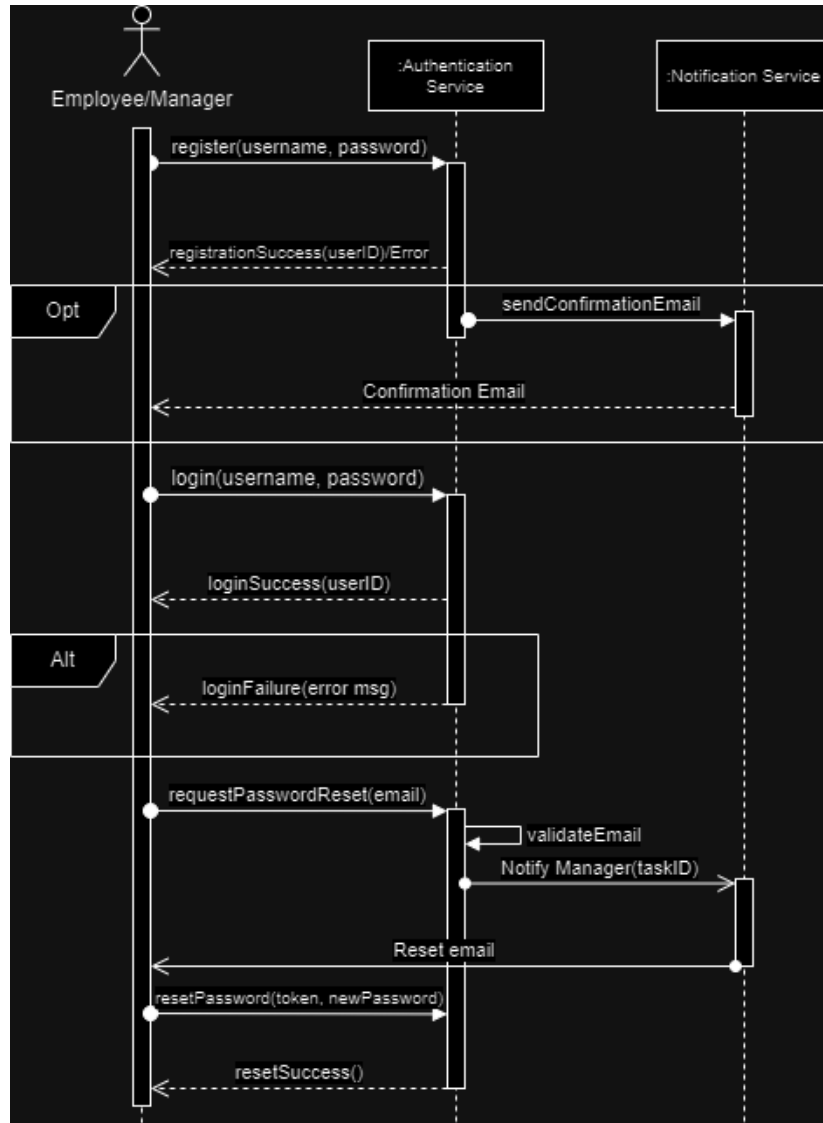 Employee/Manager
:Authentication
Service
:Notification Service
register(username, password)
registrationSuccess(userID)/Error
Opt
sendConfirmationEmail
Confirmation Email
login(username, password)
loginSuccess(userID)
Alt
loginFailure(error msg)
requestPasswordReset(email)
validateEmail
Notify Manager(taskID)
Reset email
resetPassword(token, newPassword)
resetSuccess()